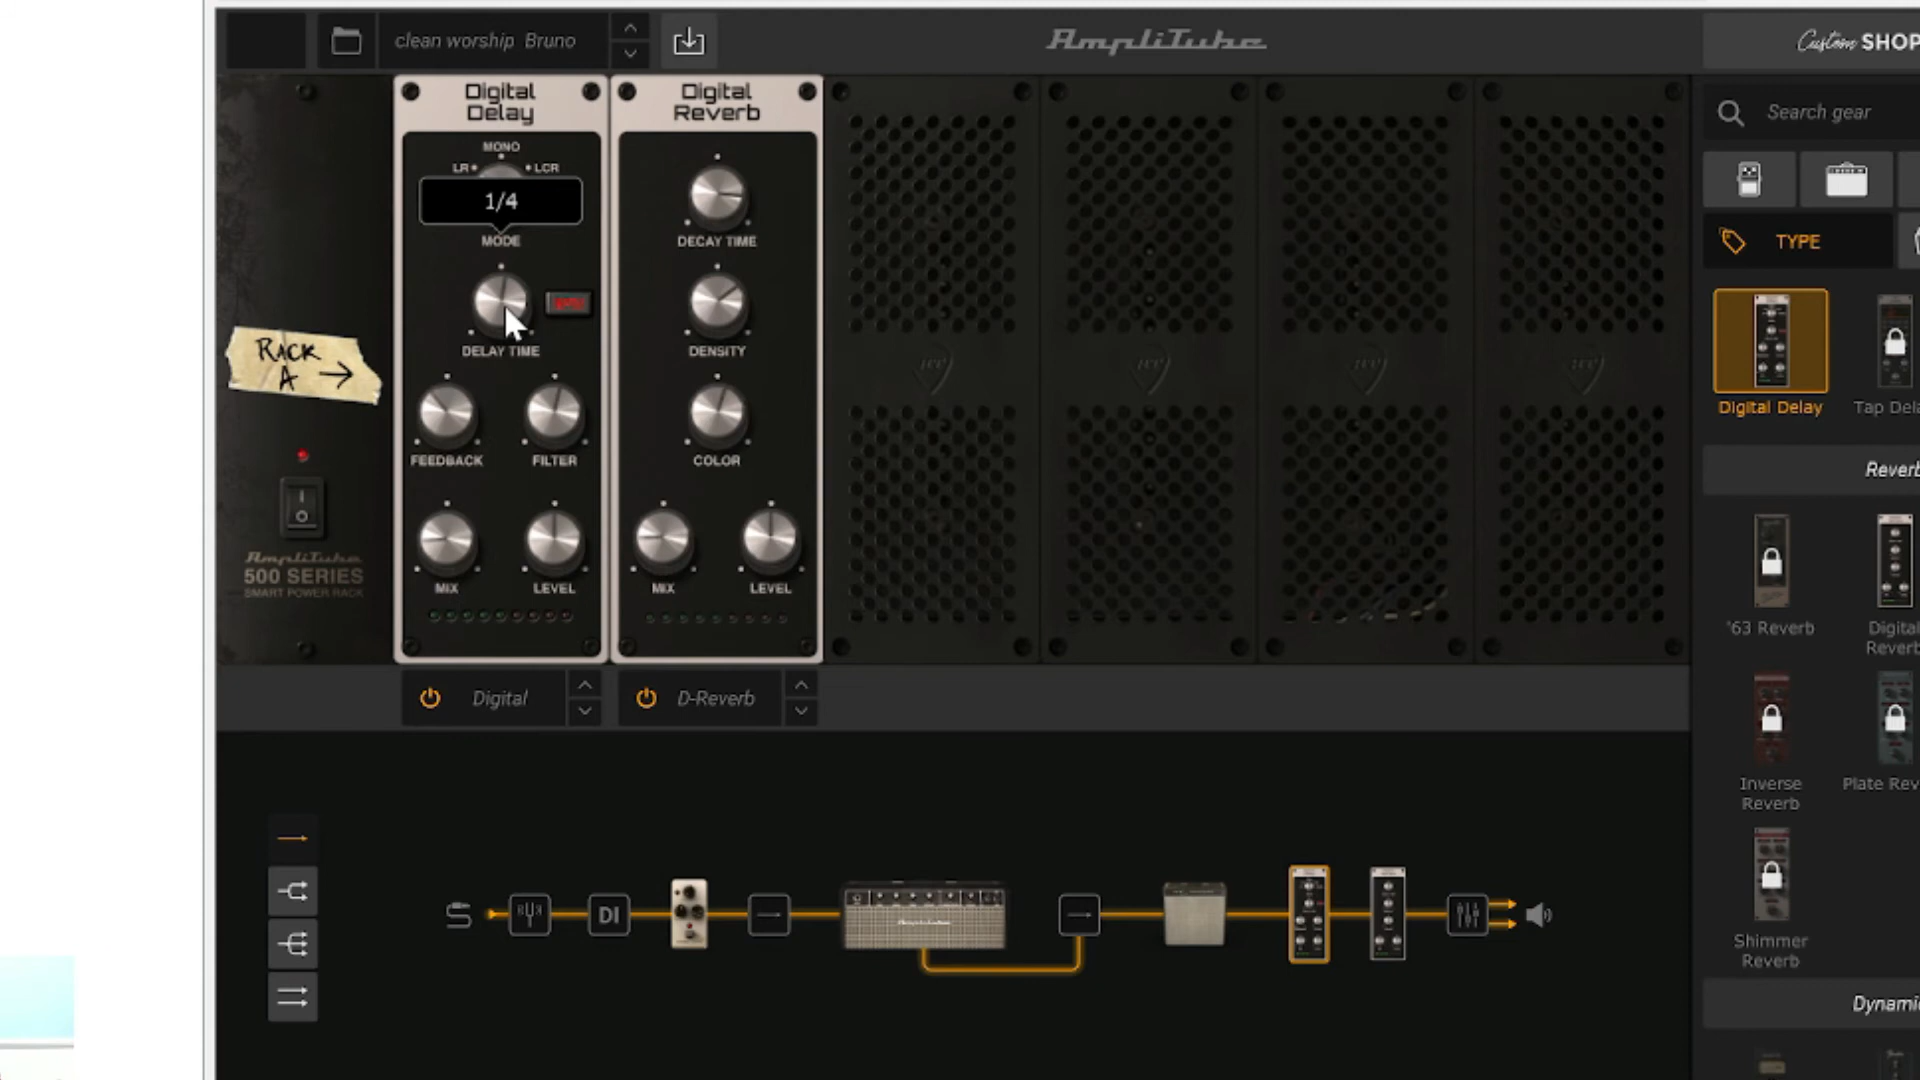 clean worship Bruno
AmpliTube
Custom SHOP
Digital
Delay
MONO
LR
LCR
1/4
MODE
DELAY TIME
FEEDBACK
FILTER
MIX
LEVEL
Digital
Reverb
DECAY TIME
DENSITY
COLOR
MIX
LEVEL
RACK
A →
AmpliTube
500 SERIES
SMART POWER RACK
Digital
D-Reverb
DI
Search gear
TYPE
Digital Delay
Tap Dela
Reverb
'63 Reverb
Digital
Reverb
Inverse
Reverb
Plate Rev
Shimmer
Reverb
Dynamic